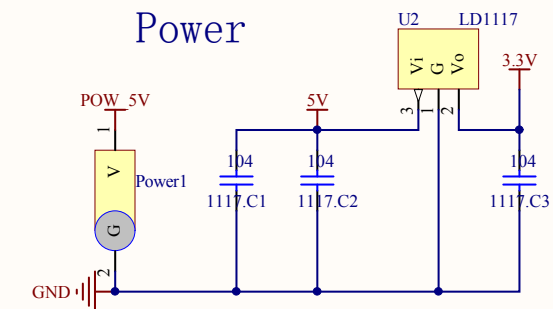 Power
U2 LD1117
Vi G Vo
3 1 2
3.3V
POW_5V
5V
1
V
Power1
G
2
104 104 104
1117.C1 1117.C2 1117.C3
GND